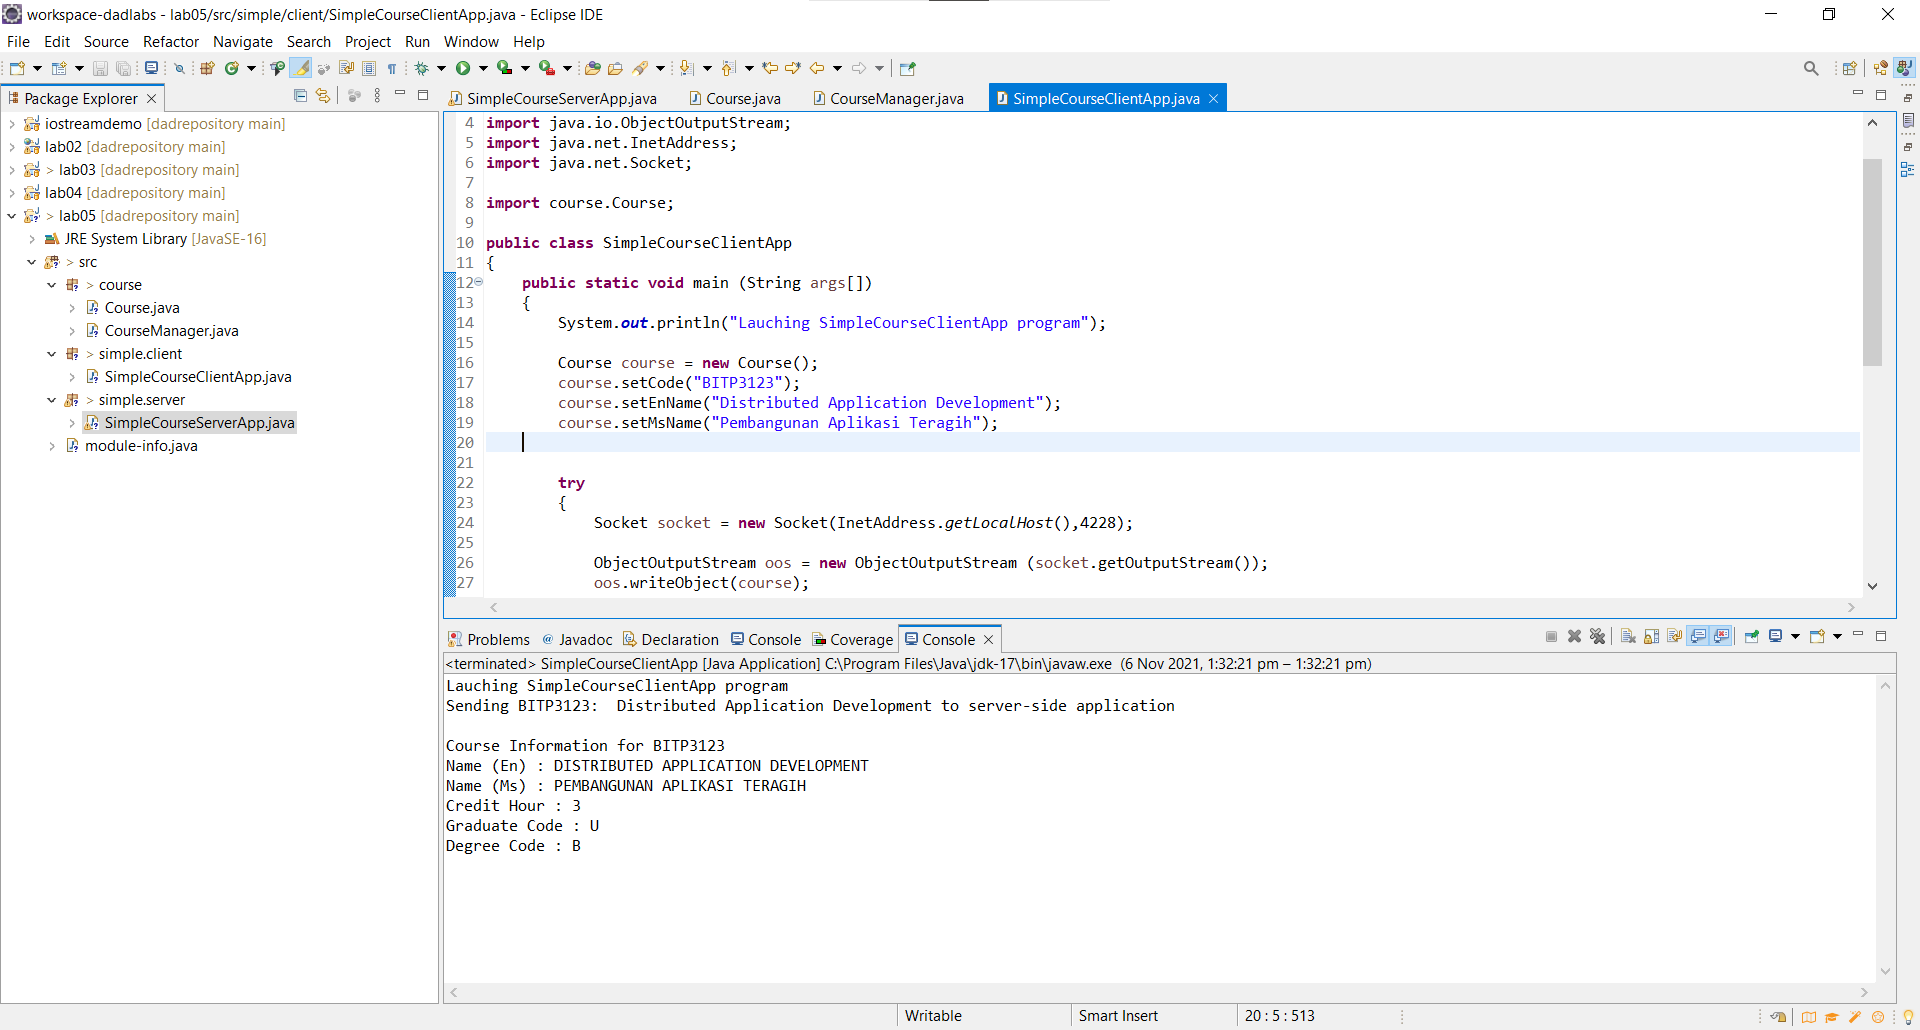 workspace-dadlabs - lab05/src/simple/client/SimpleCourseClientApp.java - Eclipse IDE
File Edit Source Refactor Navigate Search Project Run Window Help
Package Explorer
iostreamdemo [dadrepository main]
lab02 [dadrepository main]
> lab03 [dadrepository main]
lab04 [dadrepository main]
> lab05 [dadrepository main]
JRE System Library [JavaSE-16]
> src
> course
Course.java
CourseManager.java
> simple.client
SimpleCourseClientApp.java
> simple.server
SimpleCourseServerApp.java
module-info.java
SimpleCourseServerApp.java Course.java CourseManager.java SimpleCourseClientApp.java
4 import java.io.ObjectOutputStream;
5 import java.net.InetAddress;
6 import java.net.Socket;
7
8 import course.Course;
9
10 public class SimpleCourseClientApp
11 {
12 public static void main (String args[])
13 {
14 System.out.println("Lauching SimpleCourseClientApp program");
15
16 Course course = new Course();
17 course.setCode("BITP3123");
18 course.setEnName("Distributed Application Development");
19 course.setMsName("Pembangunan Aplikasi Teragih");
20
21
22 try
23 {
24 Socket socket = new Socket(InetAddress.getLocalHost(),4228);
25
26 ObjectOutputStream oos = new ObjectOutputStream (socket.getOutputStream());
27 oos.writeObject(course);
Problems @ Javadoc Declaration Console Coverage Console
<terminated> SimpleCourseClientApp [Java Application] C:\Program Files\Java\jdk-17\bin\javaw.exe (6 Nov 2021, 1:32:21 pm – 1:32:21 pm)
Lauching SimpleCourseClientApp program
Sending BITP3123:  Distributed Application Development to server-side application
Course Information for BITP3123
Name (En) : DISTRIBUTED APPLICATION DEVELOPMENT
Name (Ms) : PEMBANGUNAN APLIKASI TERAGIH
Credit Hour : 3
Graduate Code : U
Degree Code : B
Writable Smart Insert 20 : 5 : 513